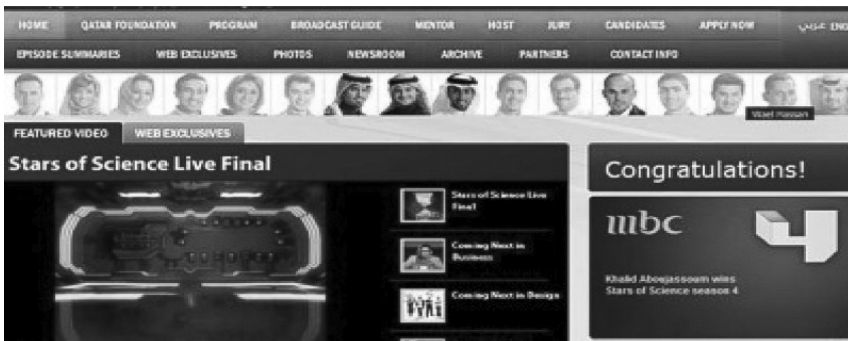 HOME QATAR FOUNDATION PROGRAM BROADCAST GUIDE MENTOR HOST JURY CANDIDATES APPLY NOW عربي ENG
EPISODE SUMMARIES WEB EXCLUSIVES PHOTOS NEWSROOM ARCHIVE PARTNERS CONTACT INFO
Wael Hassan
FEATURED VIDEO WEB EXCLUSIVES
Stars of Science Live Final
Stars of Science Live
Final
Coming Next in
Business
Coming Next in Design
Congratulations!
mbc 4
Khalid Aboujassoum wins
Stars of Science season 4